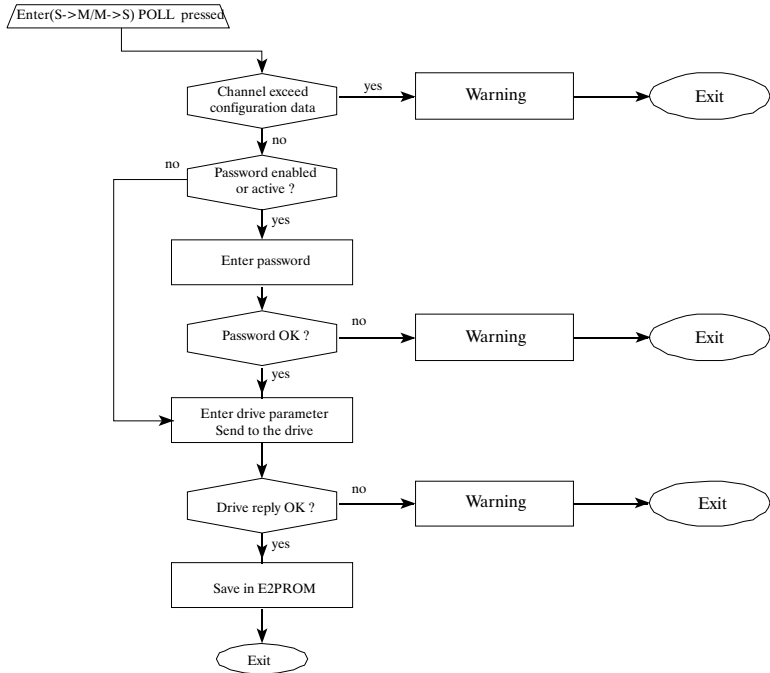 Enter(S->M/M->S) POLL pressed
Channel exceed
configuration data
yes
Warning
Exit
no
no
Password enabled
or active ?
yes
Enter password
Password OK ?
no
Warning
Exit
yes
Enter drive parameter
Send to the drive
Drive reply OK ?
no
Warning
Exit
yes
Save in E2PROM
Exit